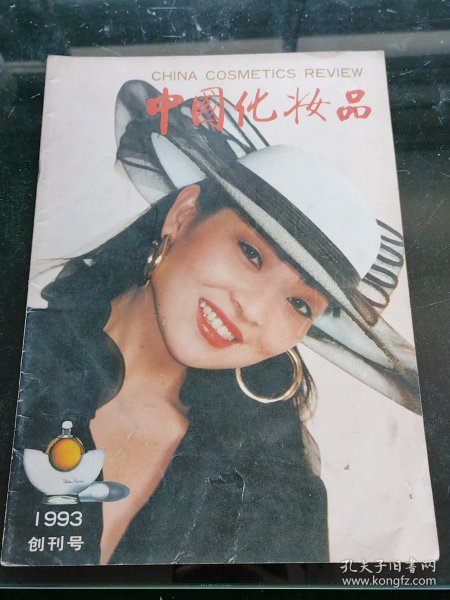 CHINA COSMETICS REVIEW
中國化妆品
1993
创刊号
孔夫子旧书网
www.kongfz.com